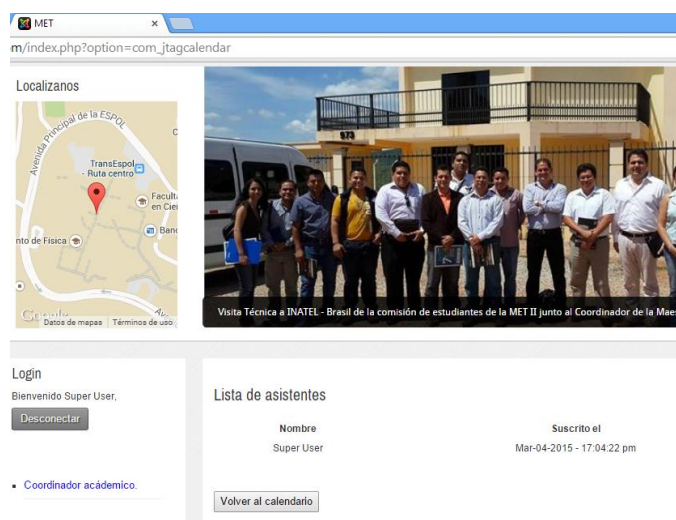 MET
m/index.php?option=com_jtagcalendar
Localizanos
Avenida Principal de la ESPOL
TransEspol
- Ruta centro
Facult
en Cien
Banc
nto de Física
Google
Datos de mapas Términos de uso
973
Visita Técnica a INATEL - Brasil de la comisión de estudiantes de la MET II junto al Coordinador de la Maes
Login
Bienvenido Super User,
Desconectar
Coordinador académico.
Lista de asistentes
Nombre Suscrito el
Super User Mar-04-2015 - 17:04:22 pm
Volver al calendario